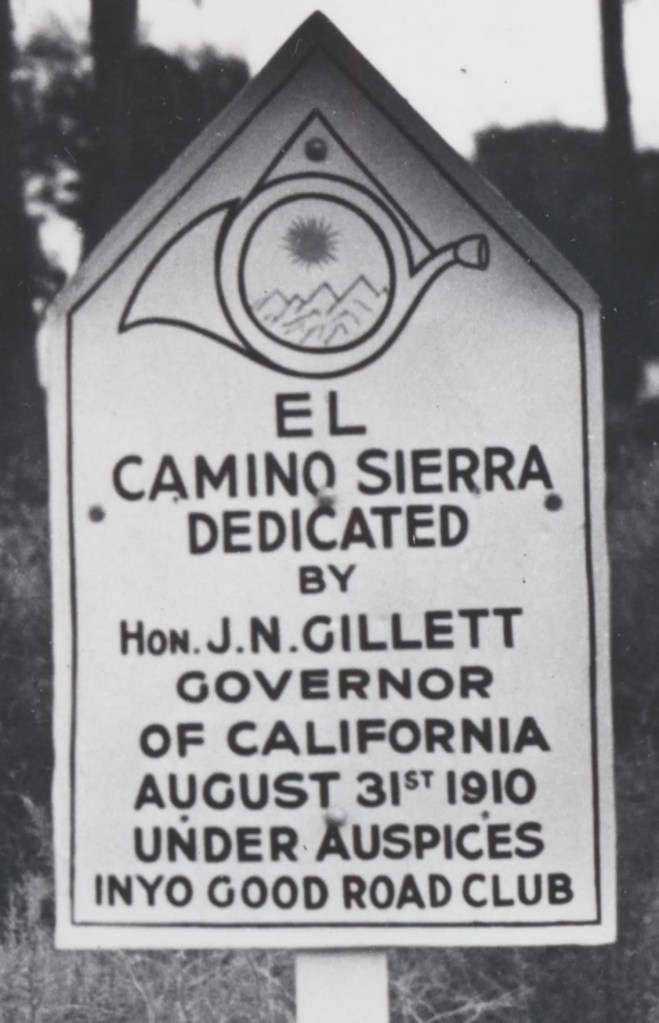 EL
CAMINO SIERRA
DEDICATED
BY
HON. J.N. GILLETT
GOVERNOR
OF CALIFORNIA
AUGUST 31ST 1910
UNDER AUSPICES
INYO GOOD ROAD CLUB